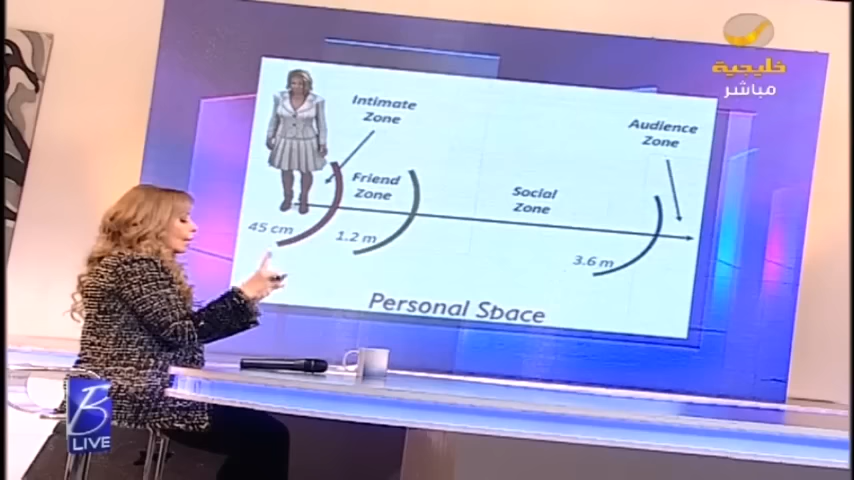 خليجية
مباشر
Intimate
Zone
Audience
Zone
Friend
Zone
Social
Zone
45 cm
1.2 m
3.6 m
Personal Space
B
LIVE